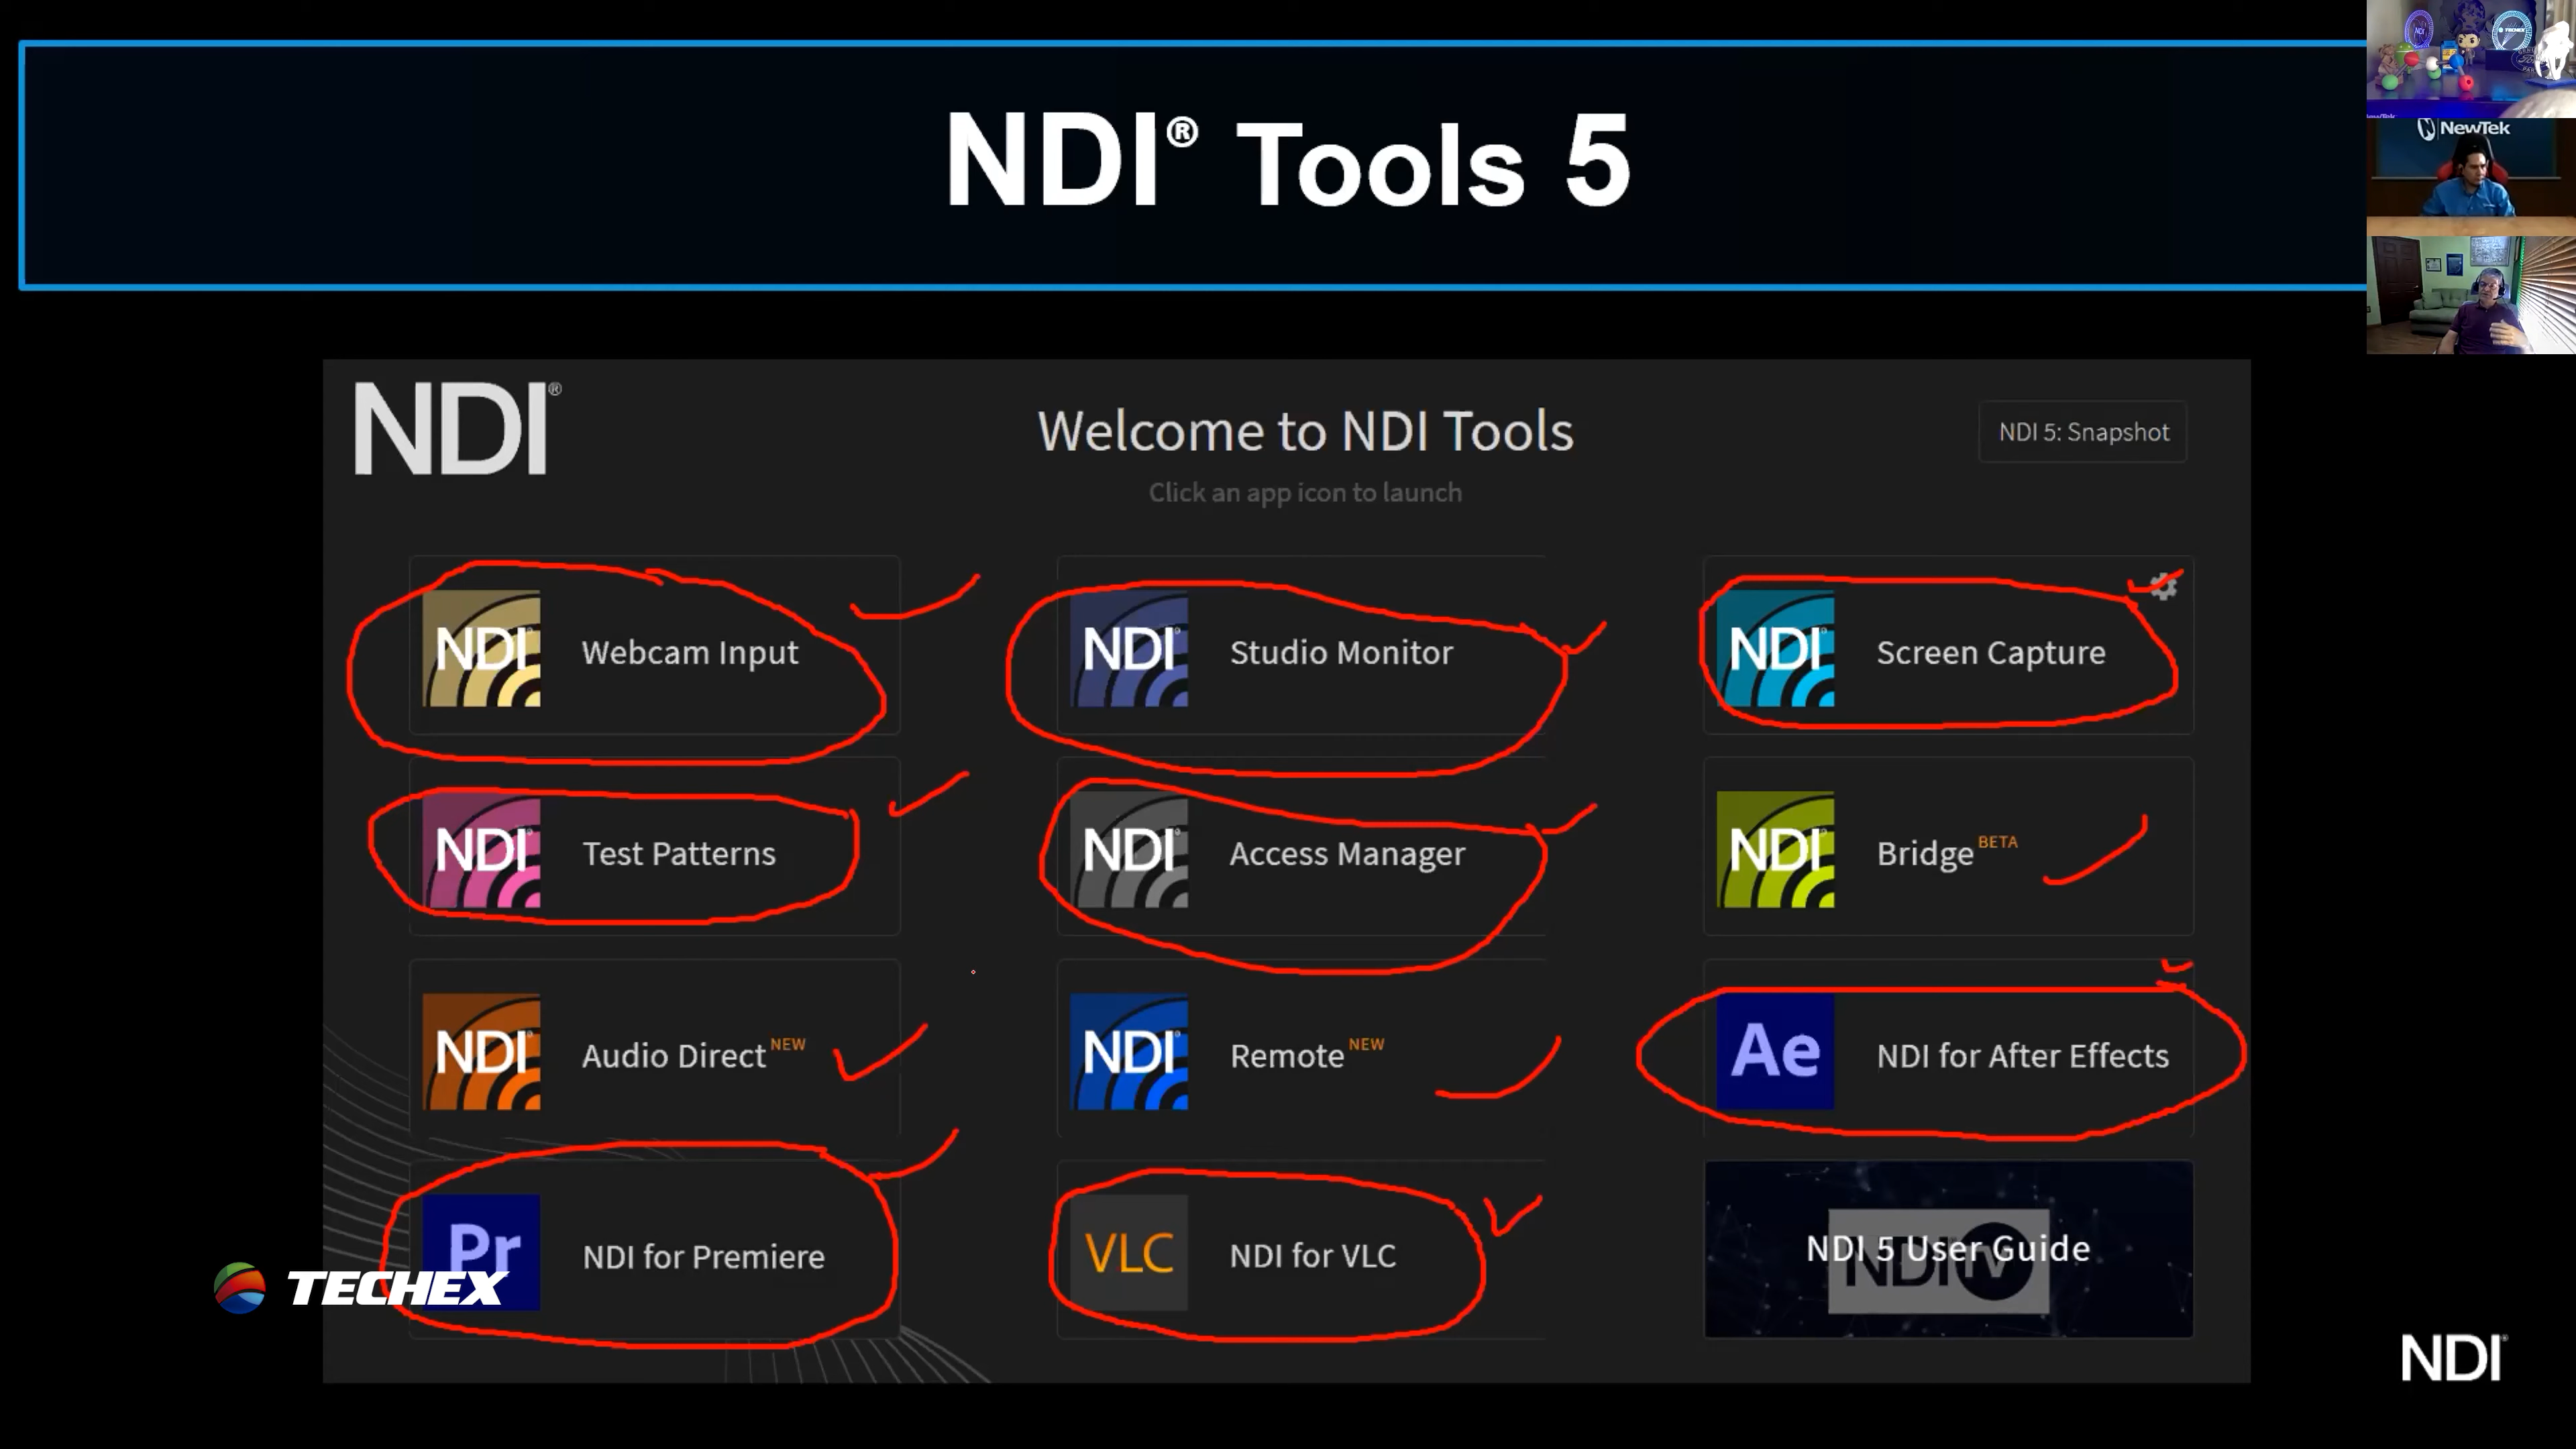 NDI® Tools 5
NewTek
NDI®
Welcome to NDI Tools
NDI 5: Snapshot
Click an app icon to launch
NDI Webcam Input
NDI Studio Monitor
NDI Screen Capture
NDI Test Patterns
NDI Access Manager
NDI Bridge BETA
NDI Audio Direct NEW
NDI Remote NEW
Ae NDI for After Effects
Pr NDI for Premiere
VLC NDI for VLC
NDI 5 User Guide
NDI tv
TECHEX
NDI